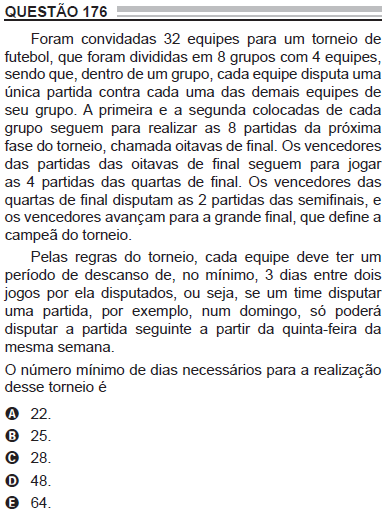 QUESTÃO 176
Foram convidadas 32 equipes para um torneio de
futebol, que foram divididas em 8 grupos com 4 equipes,
sendo que, dentro de um grupo, cada equipe disputa uma
única partida contra cada uma das demais equipes de
seu grupo. A primeira e a segunda colocadas de cada
grupo seguem para realizar as 8 partidas da próxima
fase do torneio, chamada oitavas de final. Os vencedores
das partidas das oitavas de final seguem para jogar
as 4 partidas das quartas de final. Os vencedores das
quartas de final disputam as 2 partidas das semifinais, e
os vencedores avançam para a grande final, que define a
campeã do torneio.
Pelas regras do torneio, cada equipe deve ter um
período de descanso de, no mínimo, 3 dias entre dois
jogos por ela disputados, ou seja, se um time disputar
uma partida, por exemplo, num domingo, só poderá
disputar a partida seguinte a partir da quinta-feira da
mesma semana.
O número mínimo de dias necessários para a realização
desse torneio é
A 22.
B 25.
C 28.
D 48.
E 64.